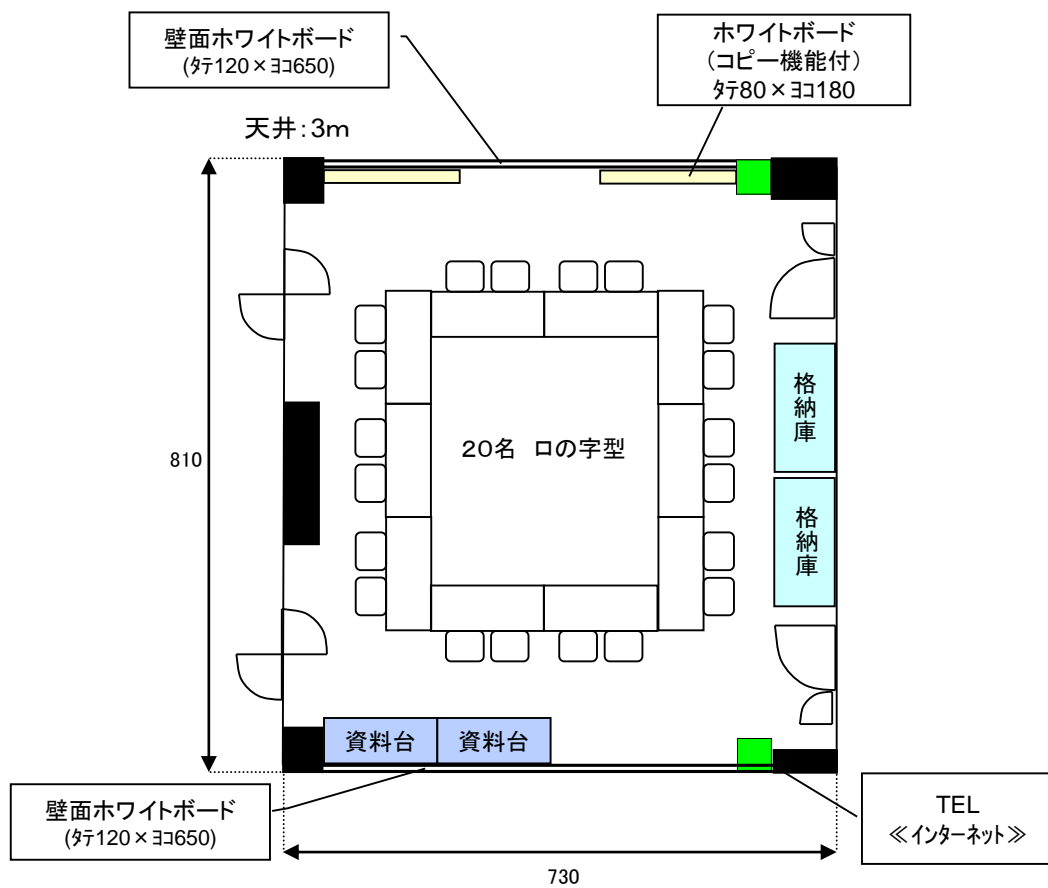 壁面ホワイトボード
(ﾀﾃ120×ﾖｺ650)
ホワイトボード
（コピー機能付）
ﾀﾃ80×ﾖｺ180
天井：3ｍ
格納庫
810
２０名　ロの字型
格納庫
資料台
資料台
壁面ホワイトボード
(ﾀﾃ120×ﾖｺ650)
TEL
≪ｲﾝﾀｰﾈｯﾄ≫
730